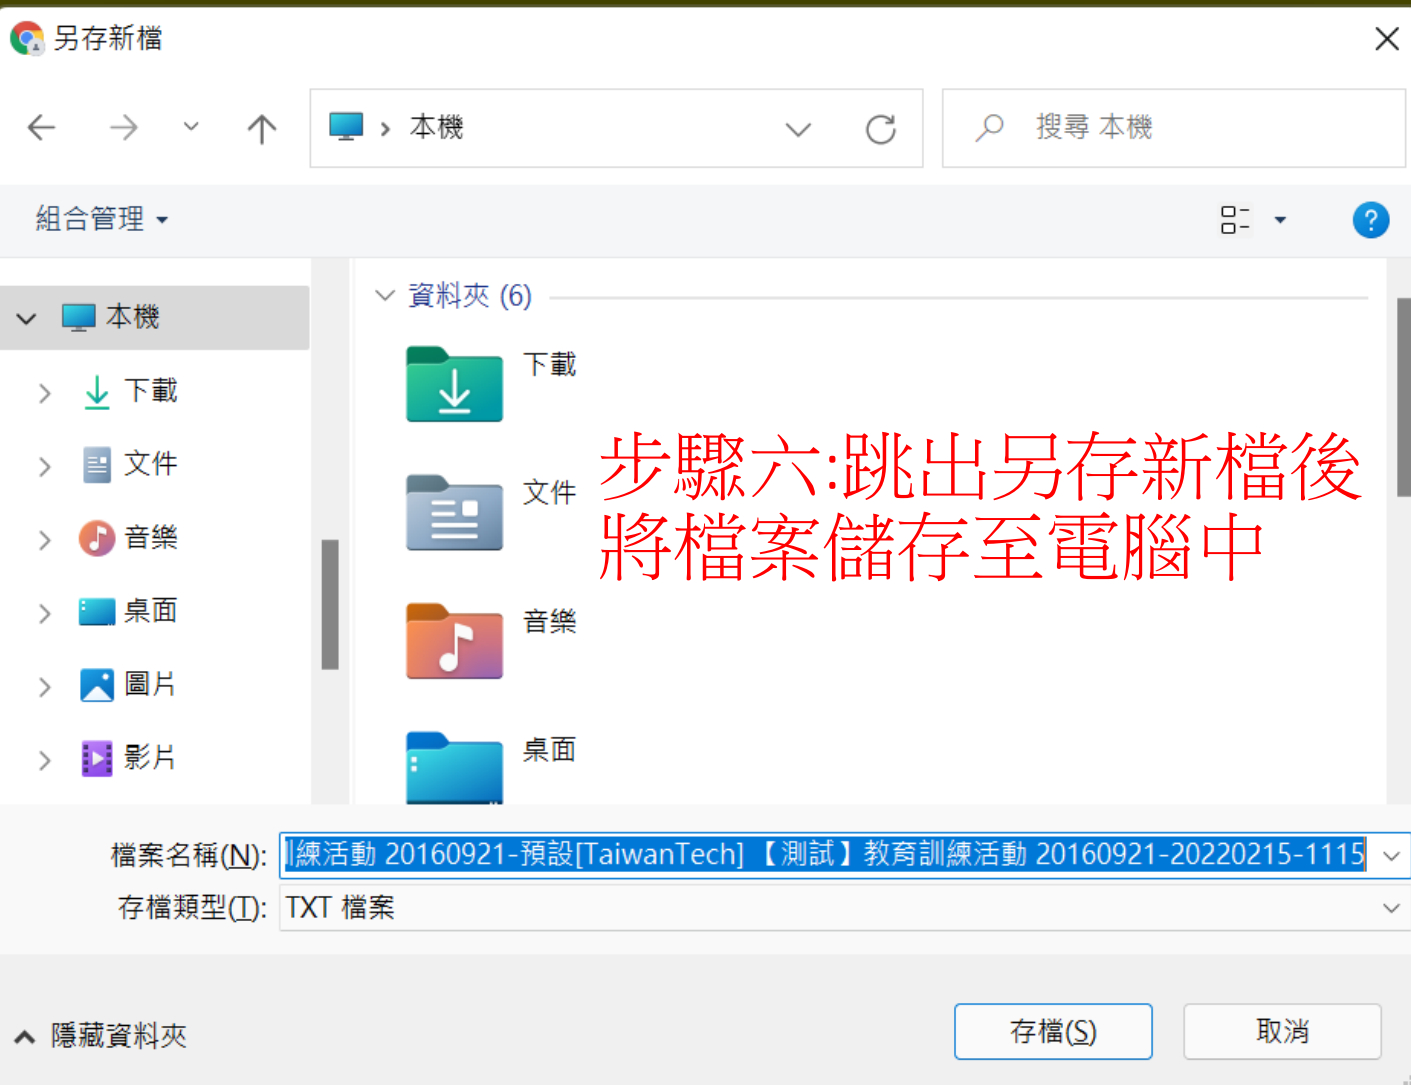 另存新檔
本機
搜尋 本機
組合管理
本機
下載
文件
音樂
桌面
圖片
影片
資料夾 (6)
下載
文件
音樂
桌面
步驟六:跳出另存新檔後
將檔案儲存至電腦中
檔案名稱(N):
練活動 20160921-預設[TaiwanTech] 【測試】教育訓練活動 20160921-20220215-1115
存檔類型(T):
TXT 檔案
隱藏資料夾
存檔(S)
取消